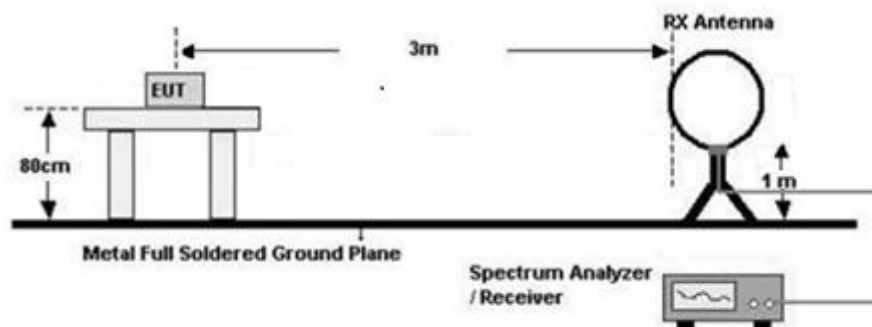 RX Antenna
3m
EUT
80cm
1 m
Metal Full Soldered Ground Plane
Spectrum Analyzer
/ Receiver